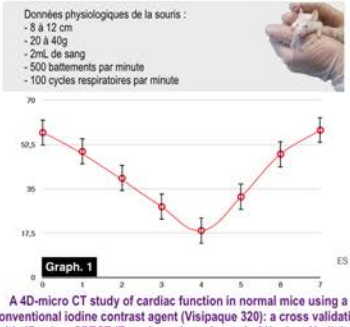 Données physiologiques de la souris :
- 8 à 12 cm
- 20 à 40g
- 2mL de sang
- 500 battements par minute
- 100 cycles respiratoires par minute
70
52,5
35
17,5
0
Graph. 1
0 1 2 3 4 5 6 7
ES
A 4D-micro CT study of cardiac function in normal mice using a
onventional iodine contrast agent (Visipaque 320): a cross validati